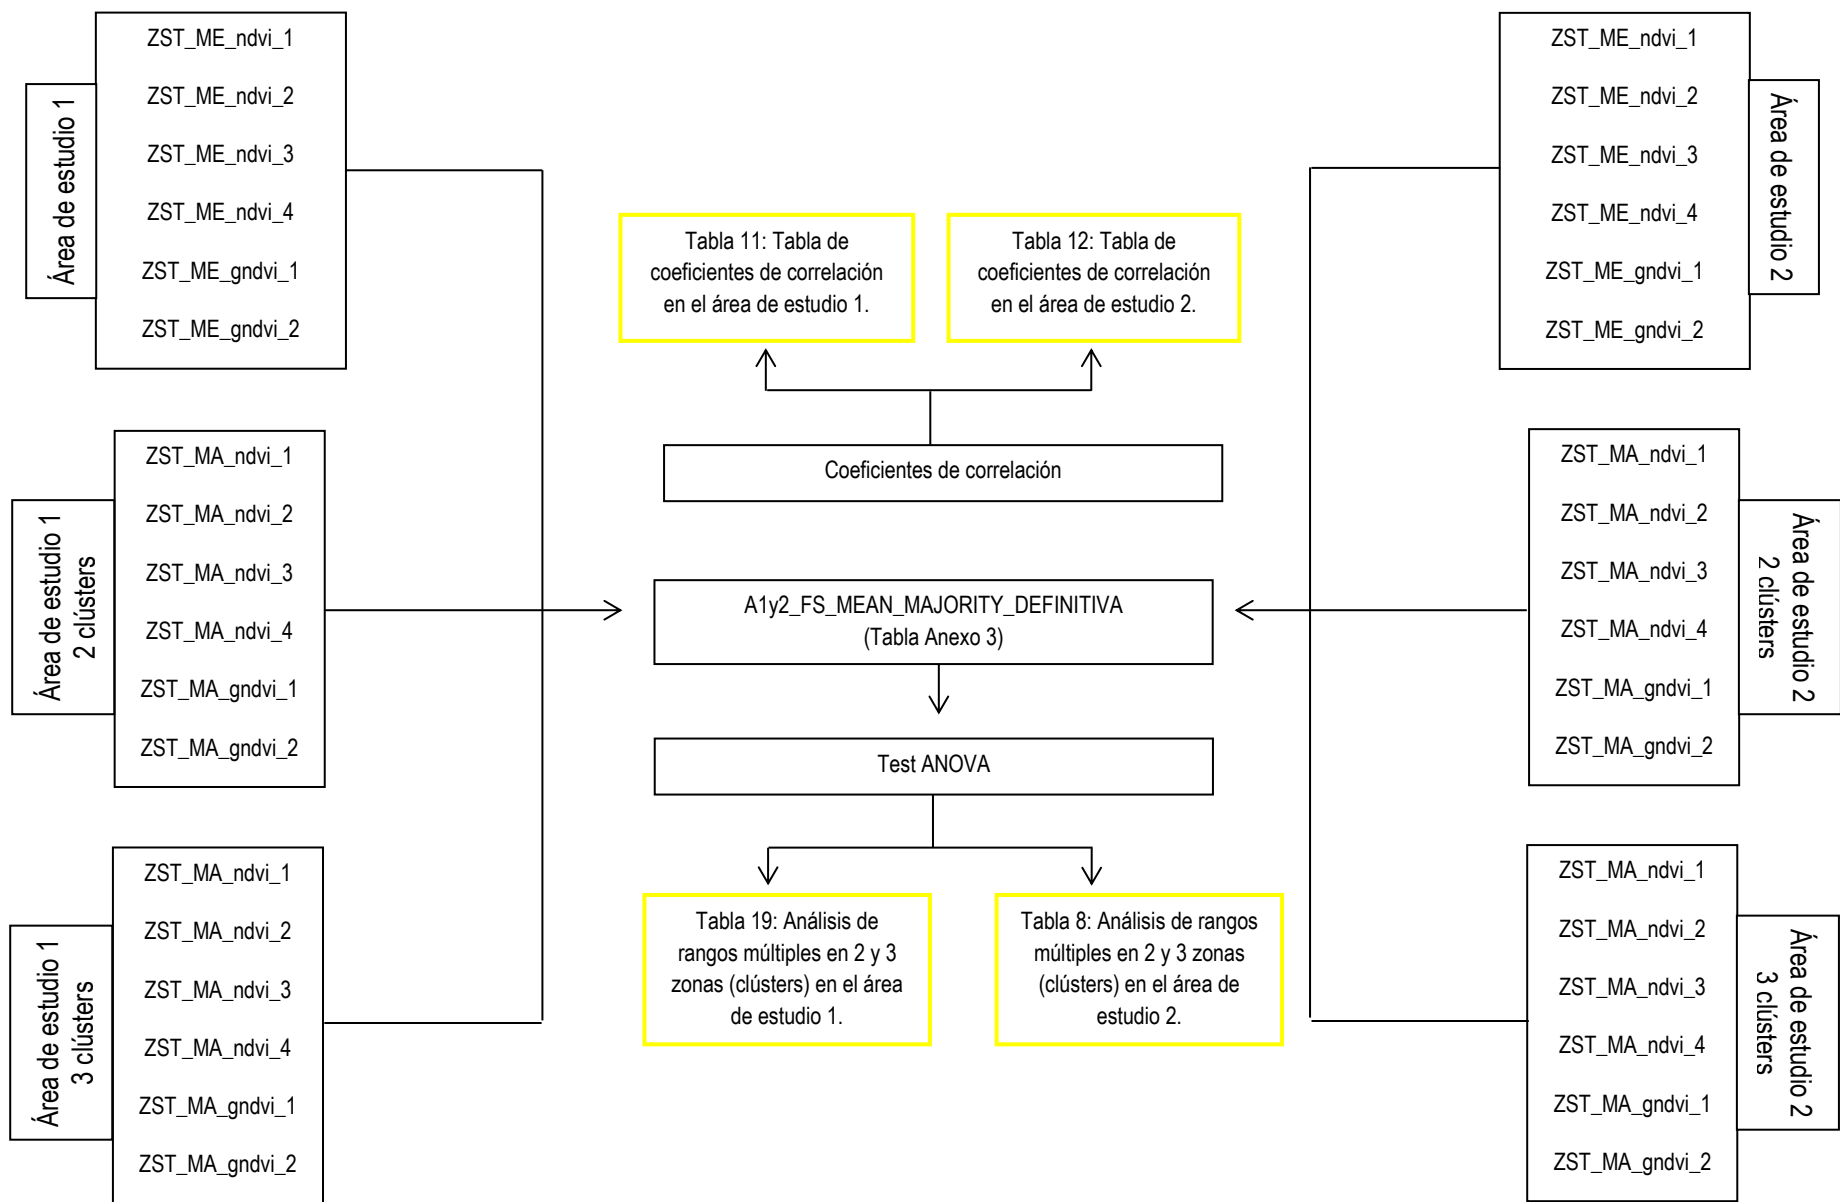 Área de estudio 1
ZST_ME_ndvi_1
ZST_ME_ndvi_2
ZST_ME_ndvi_3
ZST_ME_ndvi_4
ZST_ME_gndvi_1
ZST_ME_gndvi_2
Área de estudio 1
2 clústers
ZST_MA_ndvi_1
ZST_MA_ndvi_2
ZST_MA_ndvi_3
ZST_MA_ndvi_4
ZST_MA_gndvi_1
ZST_MA_gndvi_2
Área de estudio 1
3 clústers
ZST_MA_ndvi_1
ZST_MA_ndvi_2
ZST_MA_ndvi_3
ZST_MA_ndvi_4
ZST_MA_gndvi_1
ZST_MA_gndvi_2
Tabla 11: Tabla de
coeficientes de correlación
en el área de estudio 1.
Tabla 12: Tabla de
coeficientes de correlación
en el área de estudio 2.
Coeficientes de correlación
A1y2_FS_MEAN_MAJORITY_DEFINITIVA
(Tabla Anexo 3)
Test ANOVA
Tabla 19: Análisis de
rangos múltiples en 2 y 3
zonas (clústers) en el área
de estudio 1.
Tabla 8: Análisis de rangos
múltiples en 2 y 3 zonas
(clústers) en el área de
estudio 2.
ZST_ME_ndvi_1
ZST_ME_ndvi_2
ZST_ME_ndvi_3
ZST_ME_ndvi_4
ZST_ME_gndvi_1
ZST_ME_gndvi_2
Área de estudio 2
ZST_MA_ndvi_1
ZST_MA_ndvi_2
ZST_MA_ndvi_3
ZST_MA_ndvi_4
ZST_MA_gndvi_1
ZST_MA_gndvi_2
Área de estudio 2
2 clústers
ZST_MA_ndvi_1
ZST_MA_ndvi_2
ZST_MA_ndvi_3
ZST_MA_ndvi_4
ZST_MA_gndvi_1
ZST_MA_gndvi_2
Área de estudio 2
3 clústers